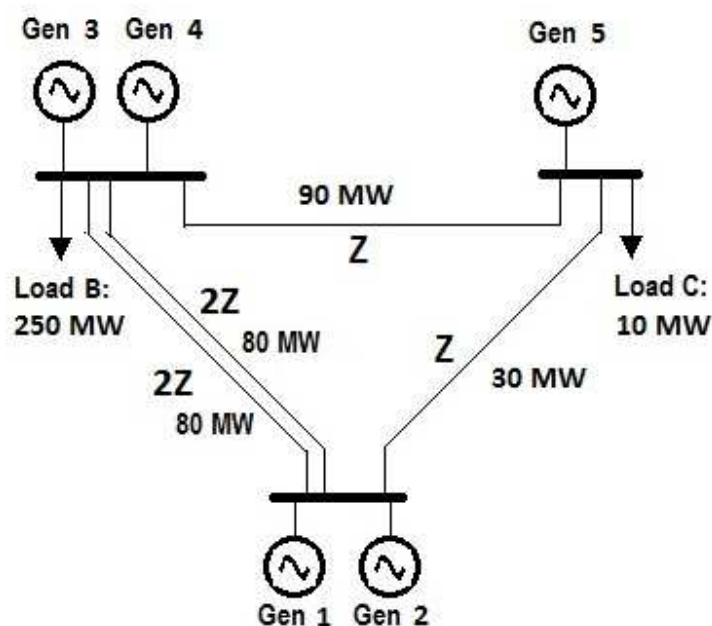 Gen 3
Gen 4
Gen 5
90 MW
Z
Load B:
250 MW
Load C:
10 MW
2Z
80 MW
Z
30 MW
2Z
80 MW
Gen 1
Gen 2